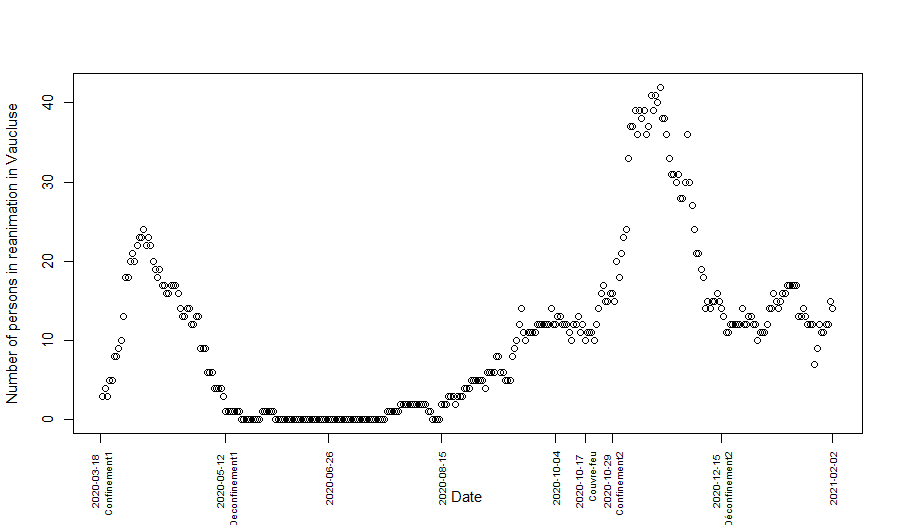 Number of persons in reanimation in Vaucluse
40
30
20
10
0
2020-03-18
Confinement1
2020-05-12
Deconfinement1
2020-06-26
2020-08-15
2020-10-04
2020-10-17
Couvre-feu
2020-10-29
Confinement2
2020-12-15
Déconfinement2
2021-02-02
Date